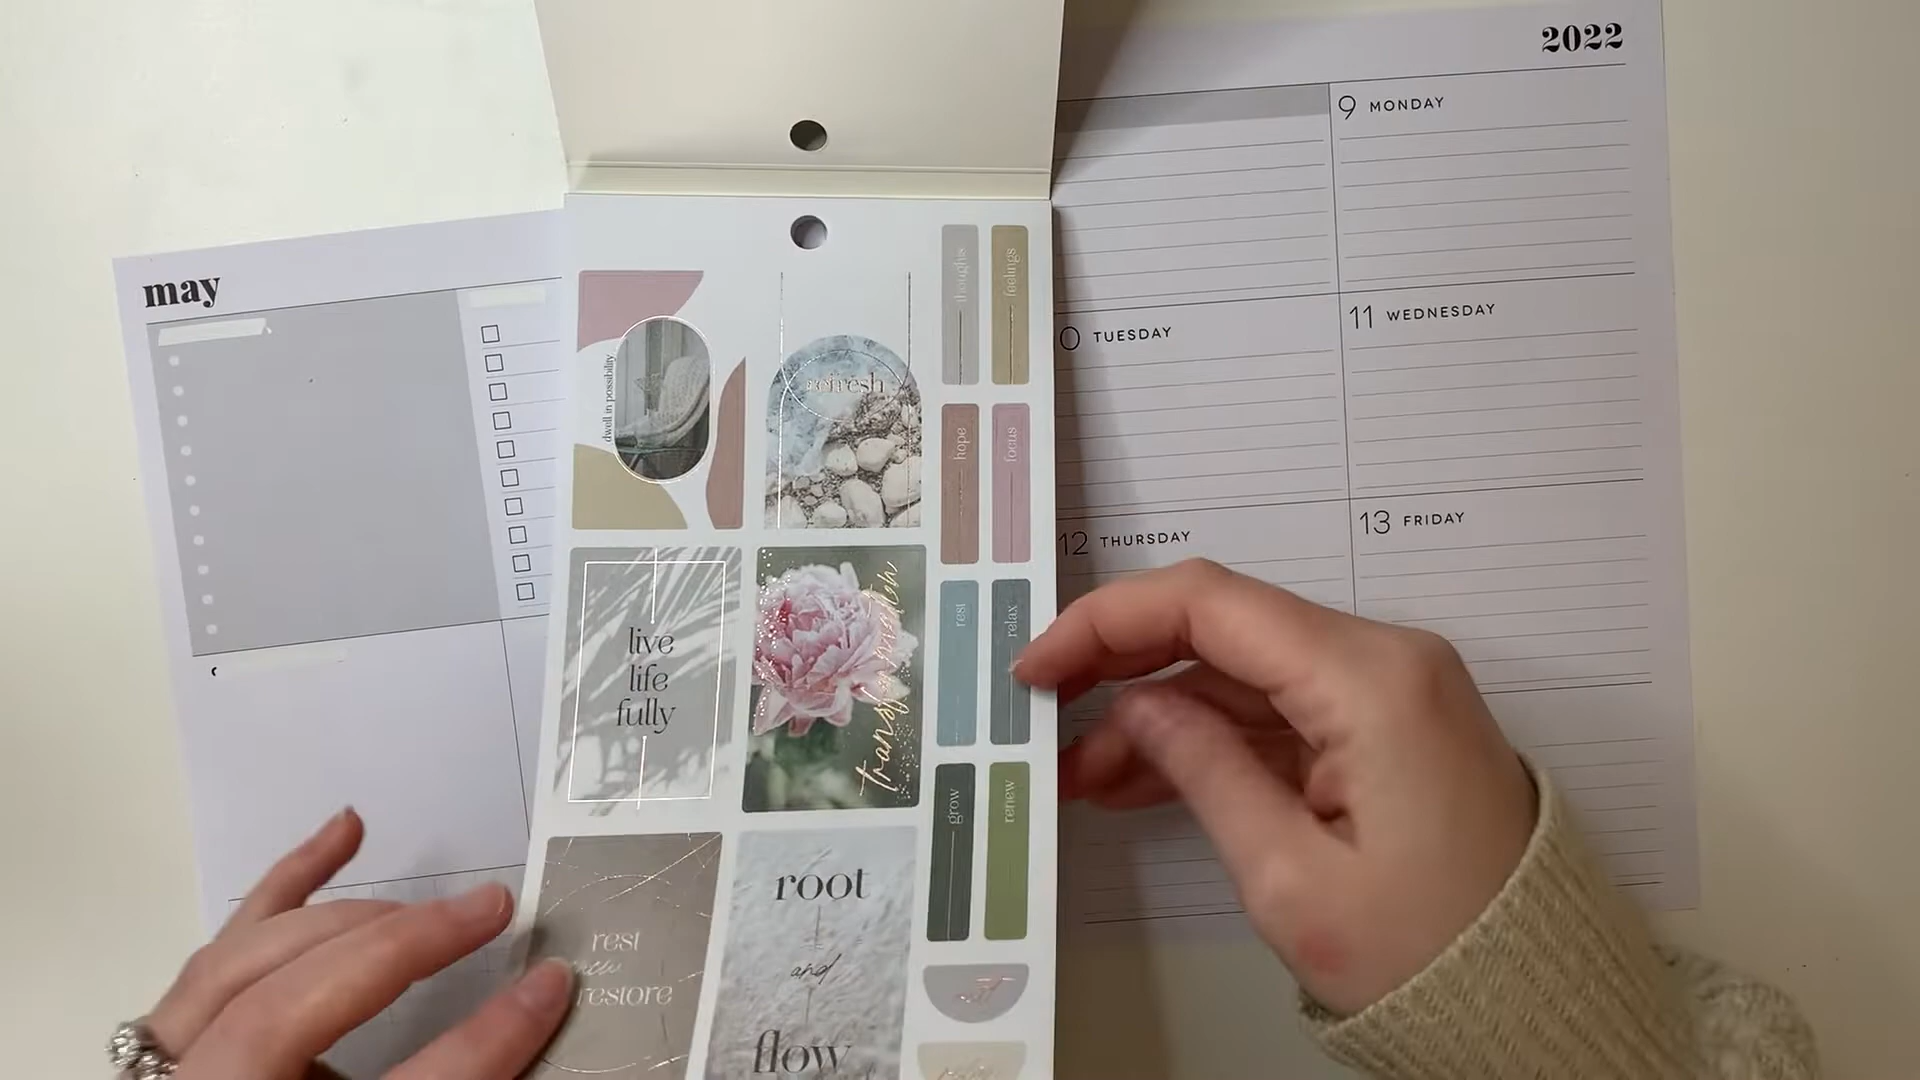 2022
9 MONDAY
may
0 TUESDAY
11 WEDNESDAY
12 THURSDAY
13 FRIDAY
thoughts
feelings
dwell in possibility
refresh
hope
focus
live
life
fully
transformation
rest
relax
grow
renew
rest
restore
root
and
flow